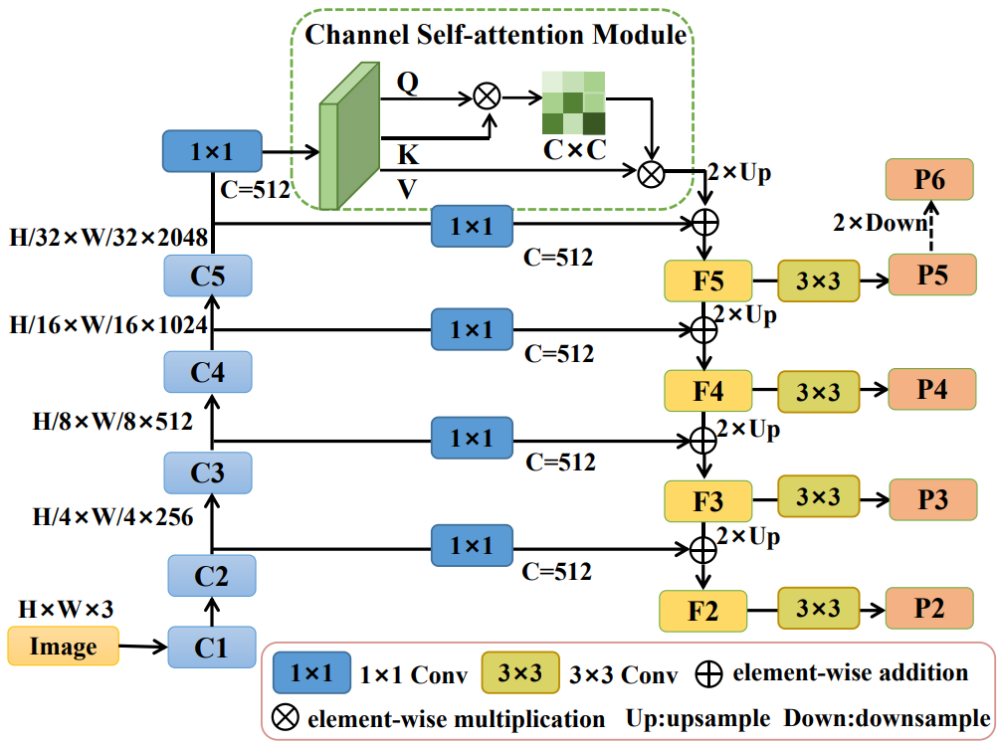 Channel Self-attention Module
Q
K
V
C×C
1×1
C=512
2×Up
P6
2×Down
1×1
C=512
H/32×W/32×2048
C5
F5
3×3
P5
2×Up
H/16×W/16×1024
1×1
C=512
C4
F4
3×3
P4
2×Up
H/8×W/8×512
1×1
C=512
C3
F3
3×3
P3
2×Up
H/4×W/4×256
1×1
C=512
C2
F2
3×3
P2
H×W×3
Image
C1
1×1 1×1 Conv 3×3 3×3 Conv element-wise addition
element-wise multiplication Up:upsample Down:downsample